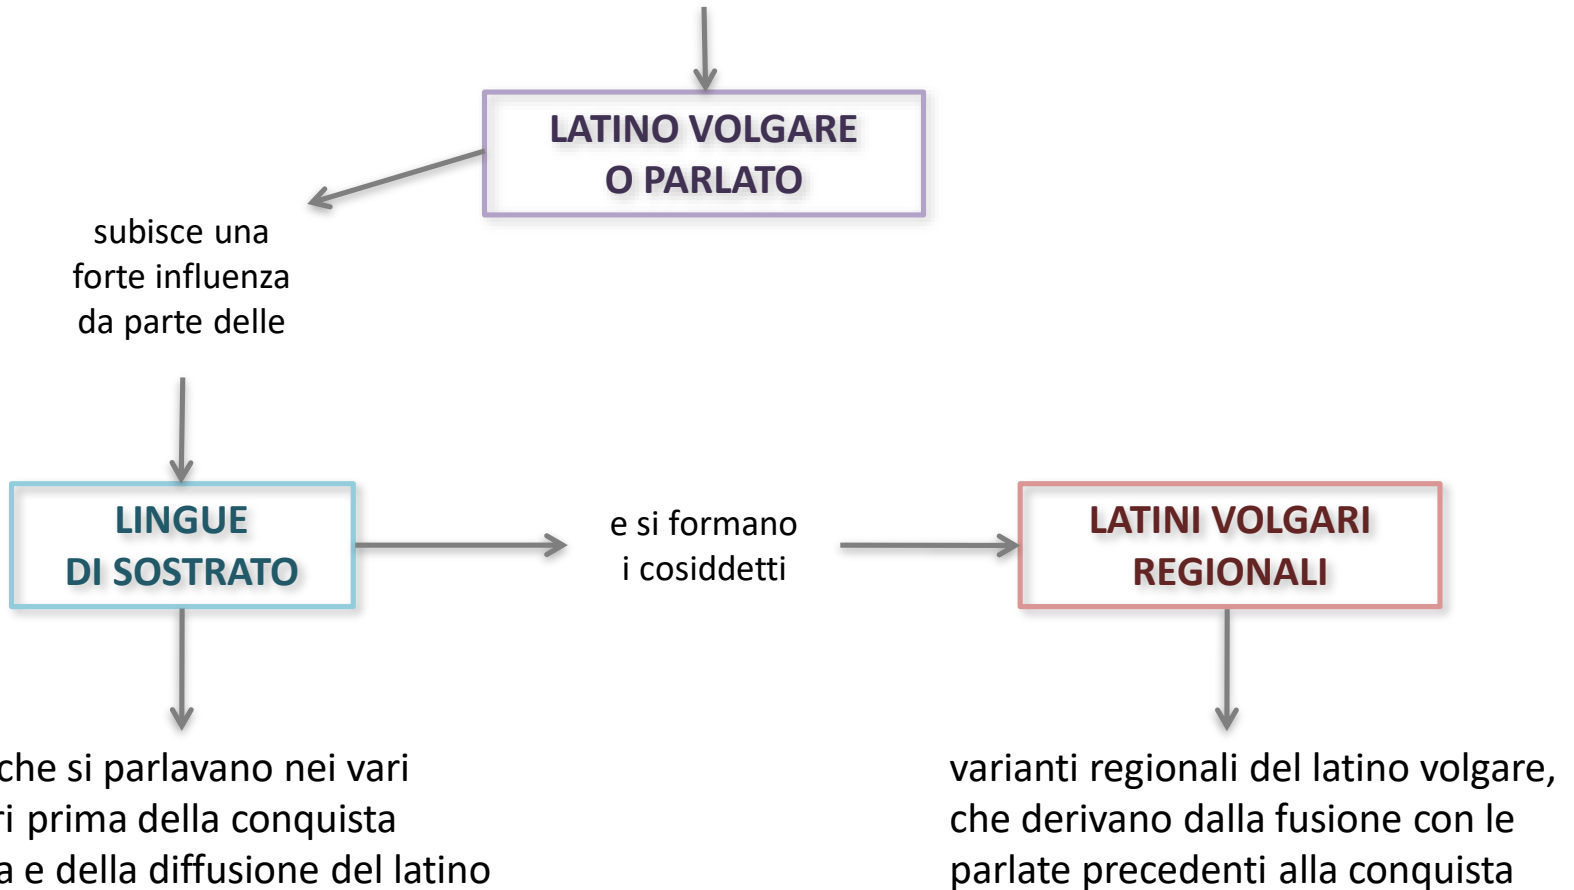 LATINO VOLGARE
O PARLATO
subisce una
forte influenza
da parte delle
LINGUE
DI SOSTRATO
e si formano
i cosiddetti
LATINI VOLGARI
REGIONALI
che si parlavano nei vari
prima della conquista
e della diffusione del latino
varianti regionali del latino volgare,
che derivano dalla fusione con le
parlate precedenti alla conquista